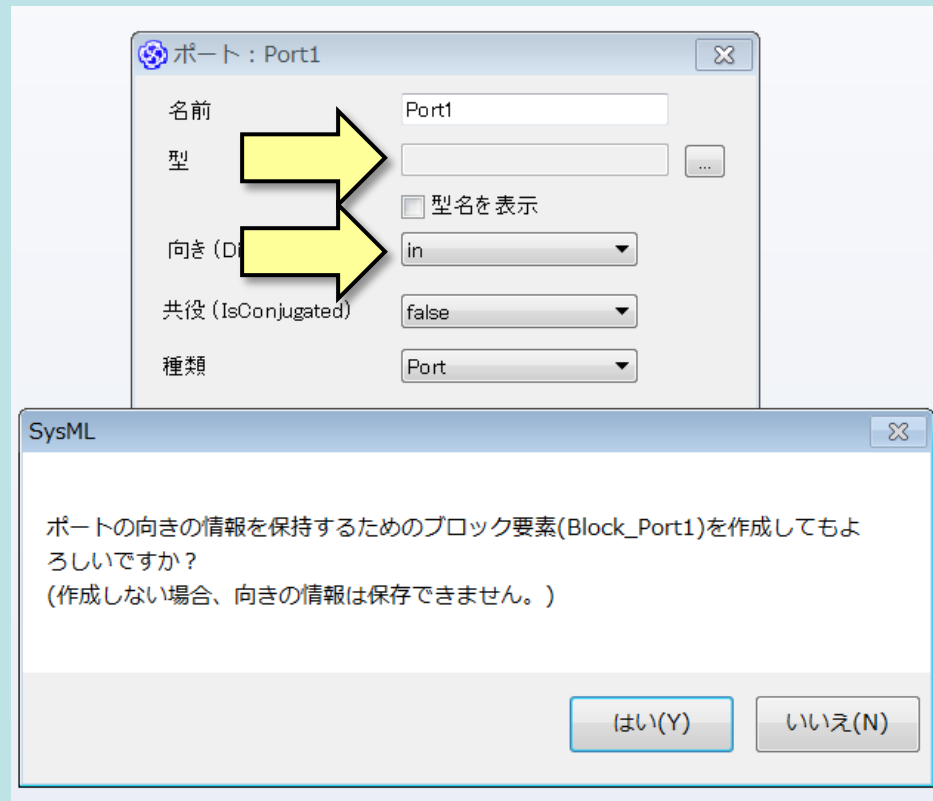 ポート：Port1
名前
Port1
型
...
型名を表示
向き (Di
in
共役 (IsConjugated)
false
種類
Port
SysML
ポートの向きの情報を保持するためのブロック要素(Block_Port1)を作成してもよ
ろしいですか？
(作成しない場合、向きの情報は保存できません。)
はい(Y)
いいえ(N)